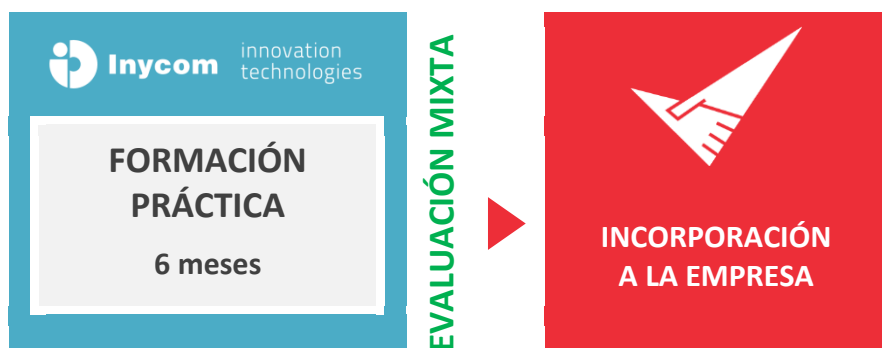 Inycom
innovation
technologies
FORMACIÓN
PRÁCTICA
6 meses
EVALUACIÓN MIXTA
INCORPORACIÓN
A LA EMPRESA